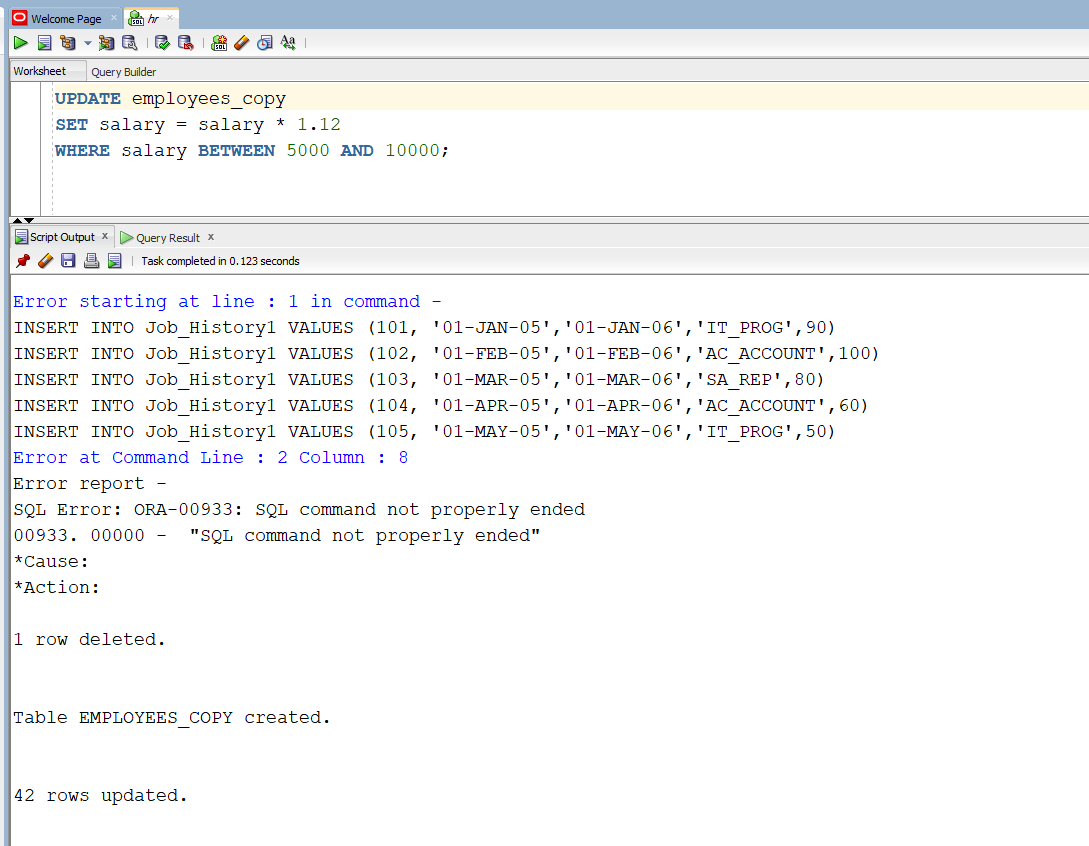 Welcome Page
hr
Worksheet
Query Builder
UPDATE employees_copy
SET salary = salary * 1.12
WHERE salary BETWEEN 5000 AND 10000;
Script Output x
Query Result x
Task completed in 0.123 seconds
Error starting at line : 1 in command -
INSERT INTO Job_History1 VALUES (101, '01-JAN-05','01-JAN-06','IT_PROG',90)
INSERT INTO Job_History1 VALUES (102, '01-FEB-05','01-FEB-06','AC_ACCOUNT',100)
INSERT INTO Job_History1 VALUES (103, '01-MAR-05','01-MAR-06','SA_REP',80)
INSERT INTO Job_History1 VALUES (104, '01-APR-05','01-APR-06','AC_ACCOUNT',60)
INSERT INTO Job_History1 VALUES (105, '01-MAY-05','01-MAY-06','IT_PROG',50)
Error at Command Line : 2 Column : 8
Error report -
SQL Error: ORA-00933: SQL command not properly ended
00933. 00000 -  "SQL command not properly ended"
*Cause:
*Action:
1 row deleted.
Table EMPLOYEES_COPY created.
42 rows updated.